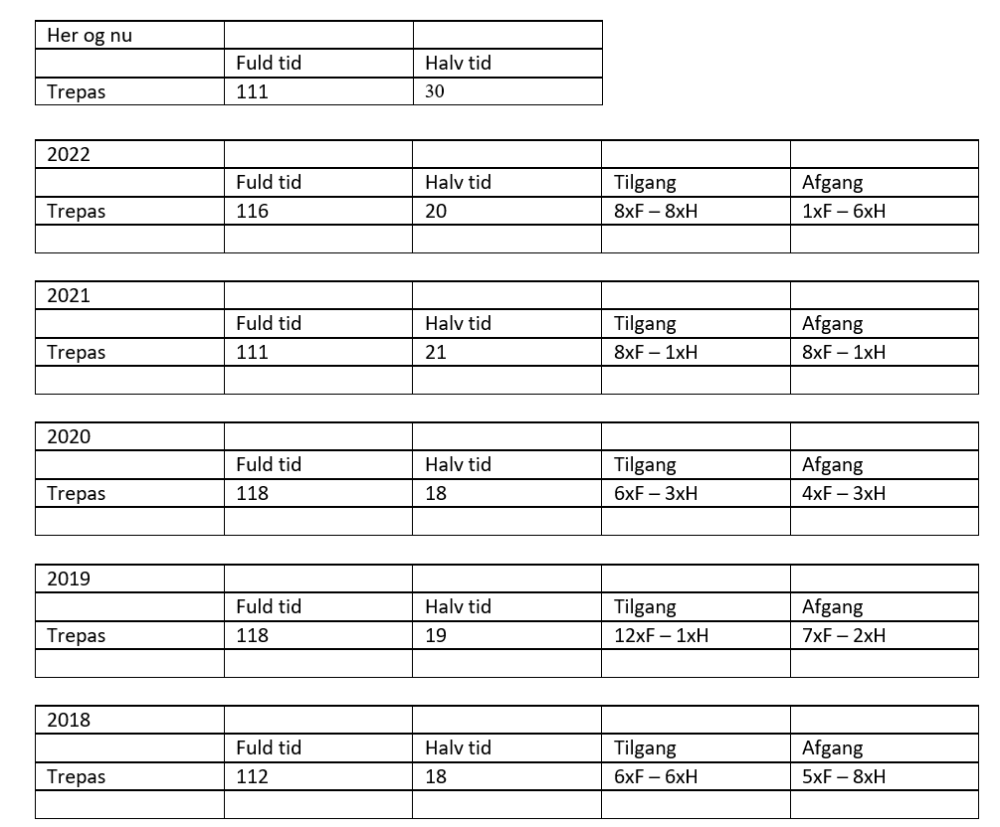 Her og nu
Fuld tid Halv tid
Trepas 111 30
2022
Fuld tid Halv tid Tilgang Afgang
Trepas 116 20 8xF – 8xH 1xF – 6xH
2021
Fuld tid Halv tid Tilgang Afgang
Trepas 111 21 8xF – 1xH 8xF – 1xH
2020
Fuld tid Halv tid Tilgang Afgang
Trepas 118 18 6xF – 3xH 4xF – 3xH
2019
Fuld tid Halv tid Tilgang Afgang
Trepas 118 19 12xF – 1xH 7xF – 2xH
2018
Fuld tid Halv tid Tilgang Afgang
Trepas 112 18 6xF – 6xH 5xF – 8xH